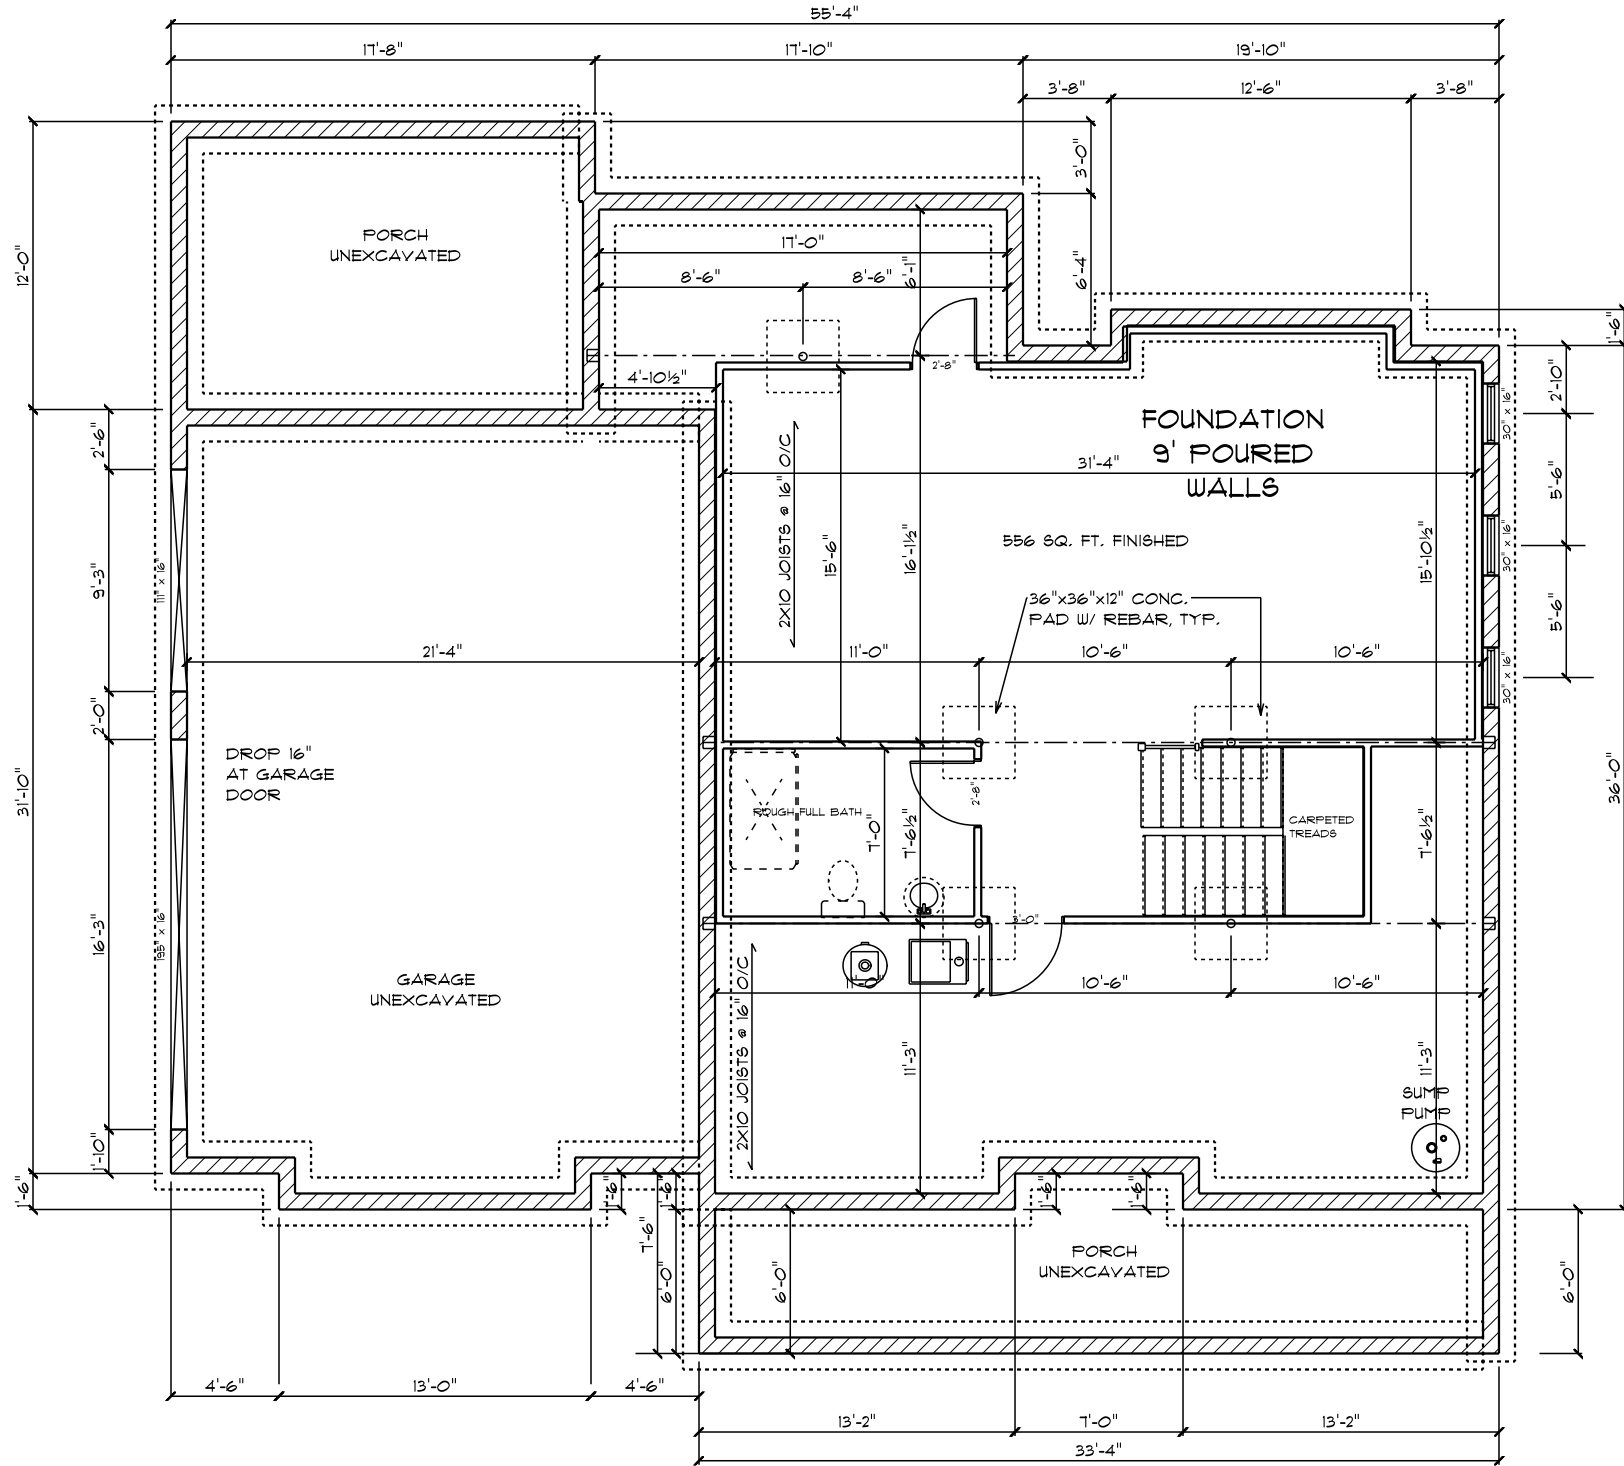 55'-4"
17'-8"
17'-10"
19'-10"
3'-8"
12'-6"
3'-8"
3'-0"
12'-0"
PORCH
UNEXCAVATED
17'-0"
6'-1"
6'-4"
8'-6"
8'-6"
1'-6"
2'-8"
4'-10½"
2'-10"
30" x 16"
FOUNDATION
9' POURED
WALLS
2'-6"
31'-4"
5'-6"
2X10 JOISTS @ 16" O/C
15'-6"
16'-1½"
556 SQ. FT. FINISHED
15'-10½"
30" x 16"
9'-3"
111" x 16"
36"x36"x12" CONC.
PAD W/ REBAR, TYP.
5'-6"
21'-4"
11'-0"
10'-6"
10'-6"
30" x 16"
2'-0"
DROP 16"
AT GARAGE
DOOR
31'-10"
36'-0"
2'-8"
ROUGH FULL BATH
7'-0"
7'-6½"
CARPETED
TREADS
7'-6½"
16'-3"
195" x 16
3'-0"
GARAGE
UNEXCAVATED
11'-0"
10'-6"
10'-6"
2X10 JOISTS @ 16" O/C
11'-3"
11'-3"
SUMP
PUMP
1'-10"
1'-6"
1'-6"
1'-6"
1'-6"
1'-6"
7'-6"
6'-0"
6'-0"
PORCH
UNEXCAVATED
6'-0"
4'-6"
13'-0"
4'-6"
13'-2"
7'-0"
13'-2"
33'-4"